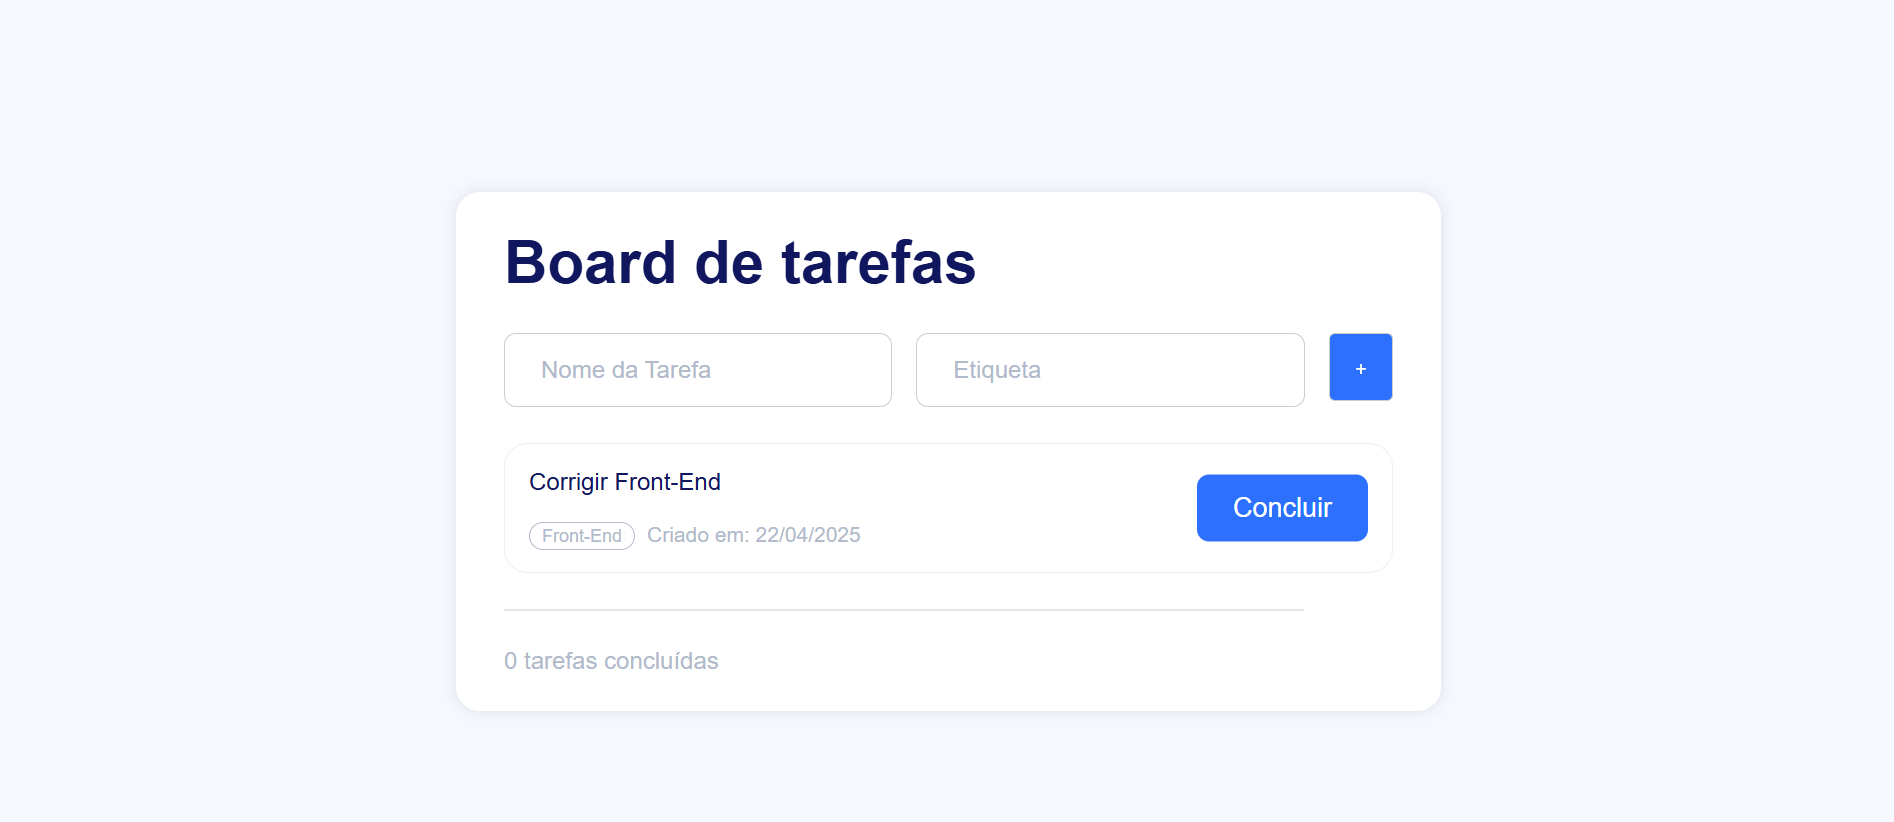 Board de tarefas
Nome da Tarefa
Etiqueta
+
Corrigir Front-End
Concluir
Front-End
Criado em: 22/04/2025
0 tarefas concluídas